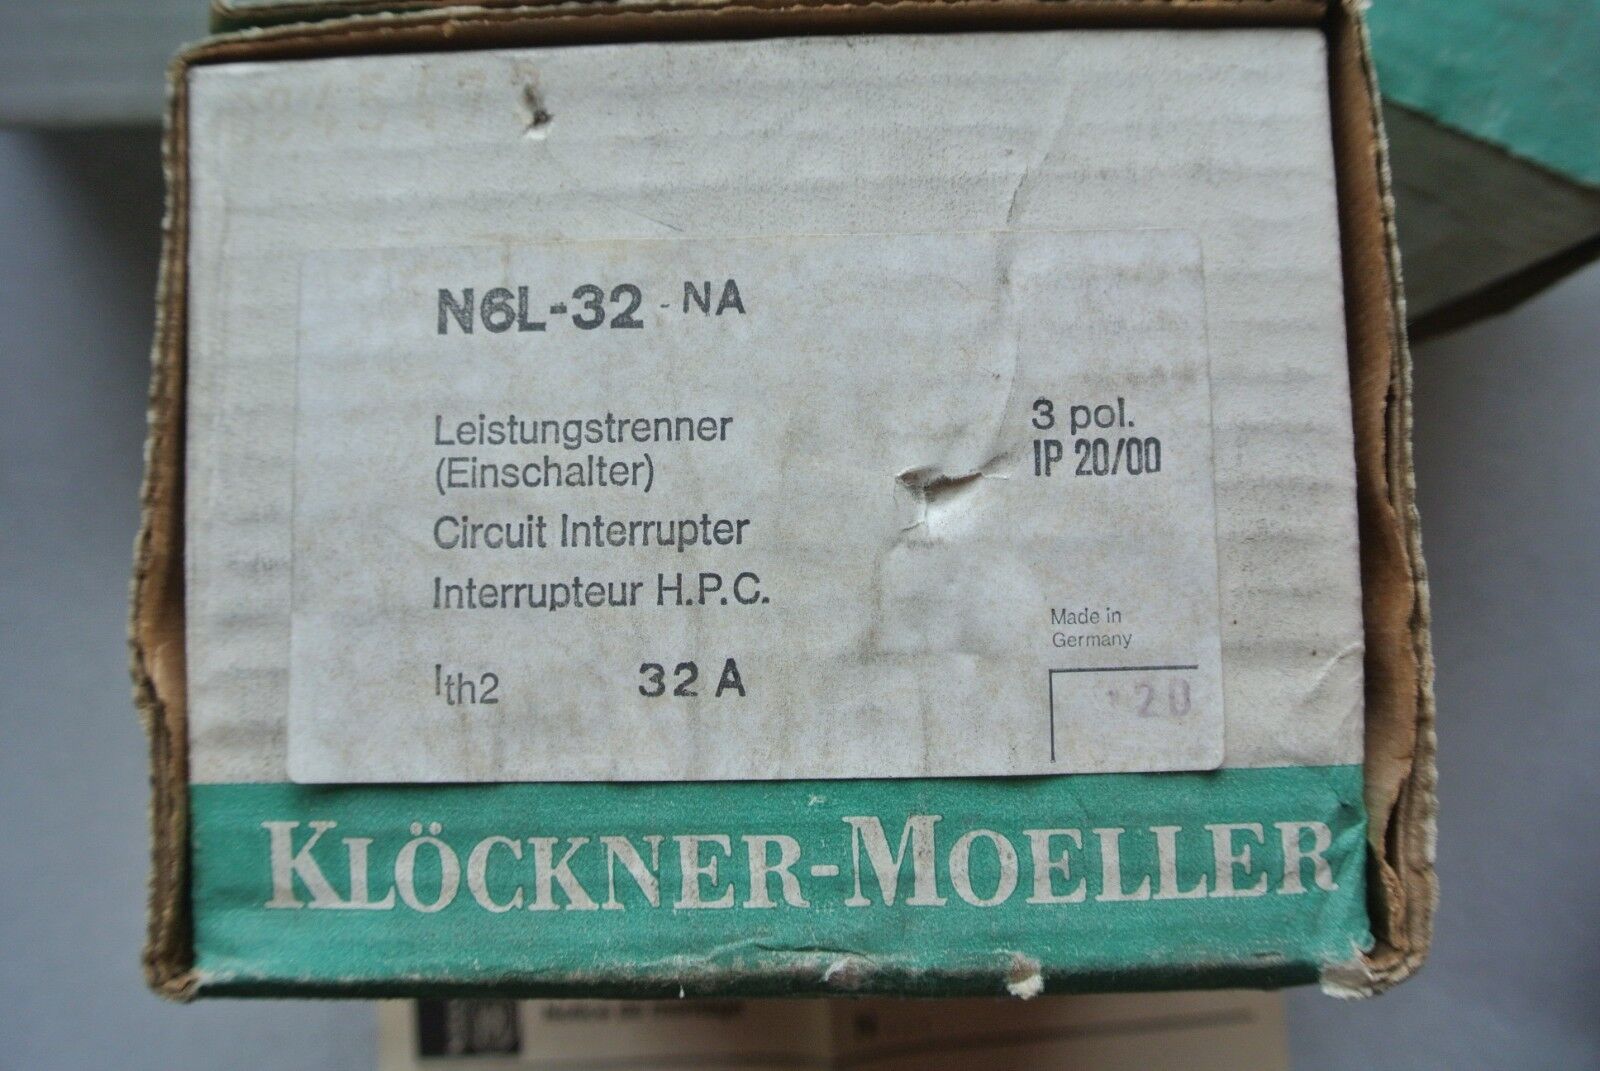 N6L-32 - NA
Leistungstrenner
(Einschalter)
3 pol.
IP 20/00
Circuit Interrupter
Interrupteur H.P.C.
Ith2 32 A
Made in
Germany
20
KLÖCKNER-MOELLER